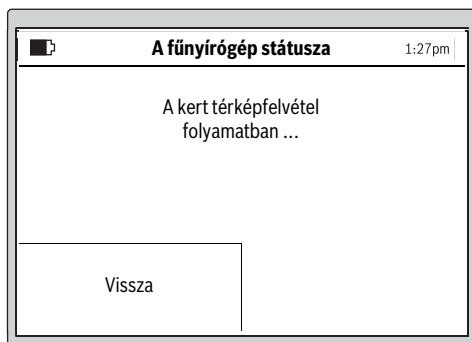 A fűnyírógép státusza 1:27pm
A kert térképfelvétel
folyamatban ...
Vissza